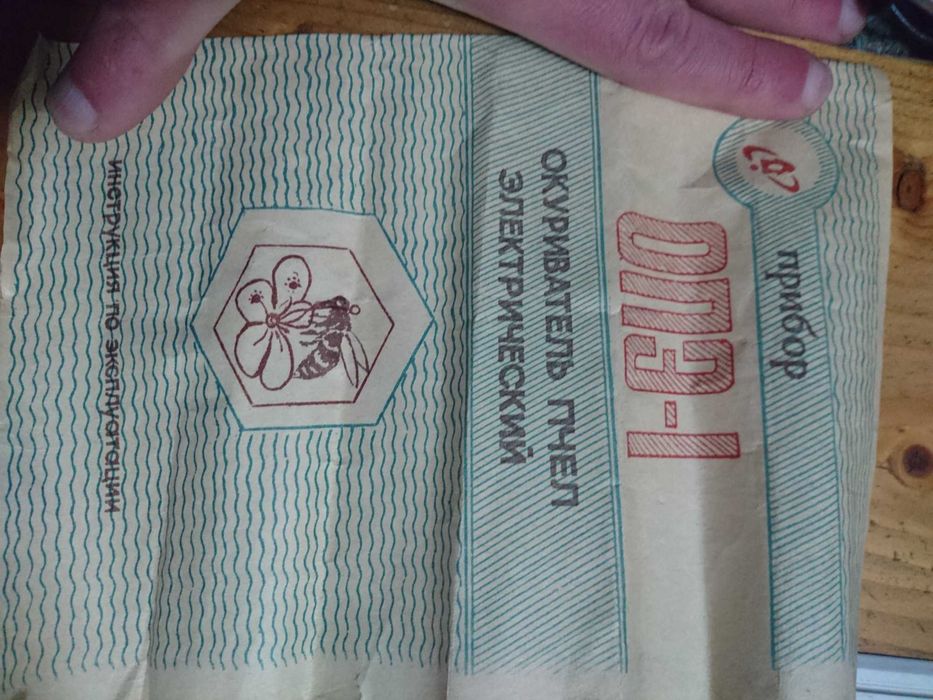 прибор
ОПЭ-1
ОКУРИВАТЕЛЬ ПЧЕЛ
ЭЛЕКТРИЧЕСКИЙ
инструкция по эксплуатации